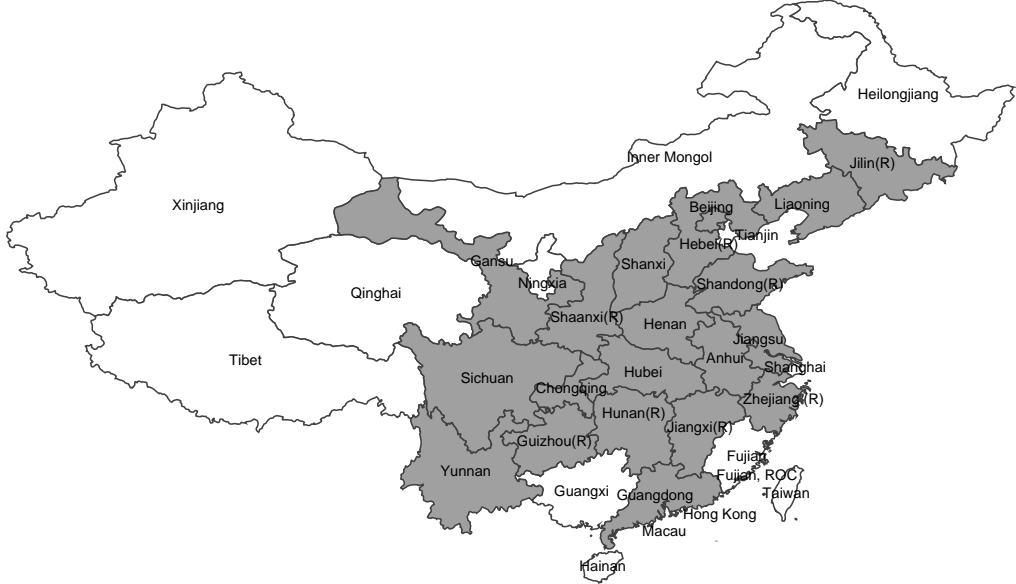 Heilongjiang
Inner Mongol
Jilin(R)
Xinjiang
Beijing
Liaoning
Tianjin
Hebei(R)
Gansu
Shanxi
Ningxia
Shandong(R)
Qinghai
Shaanxi(R)
Henan
Jiangsu
Tibet
Anhui
Shanghai
Sichuan
Hubei
Chongqing
Zhejiang(R)
Hunan(R)
Jiangxi(R)
Guizhou(R)
Fujian
Yunnan
Fujian, ROC
Guangxi
Guangdong
Taiwan
Hong Kong
Macau
Hainan